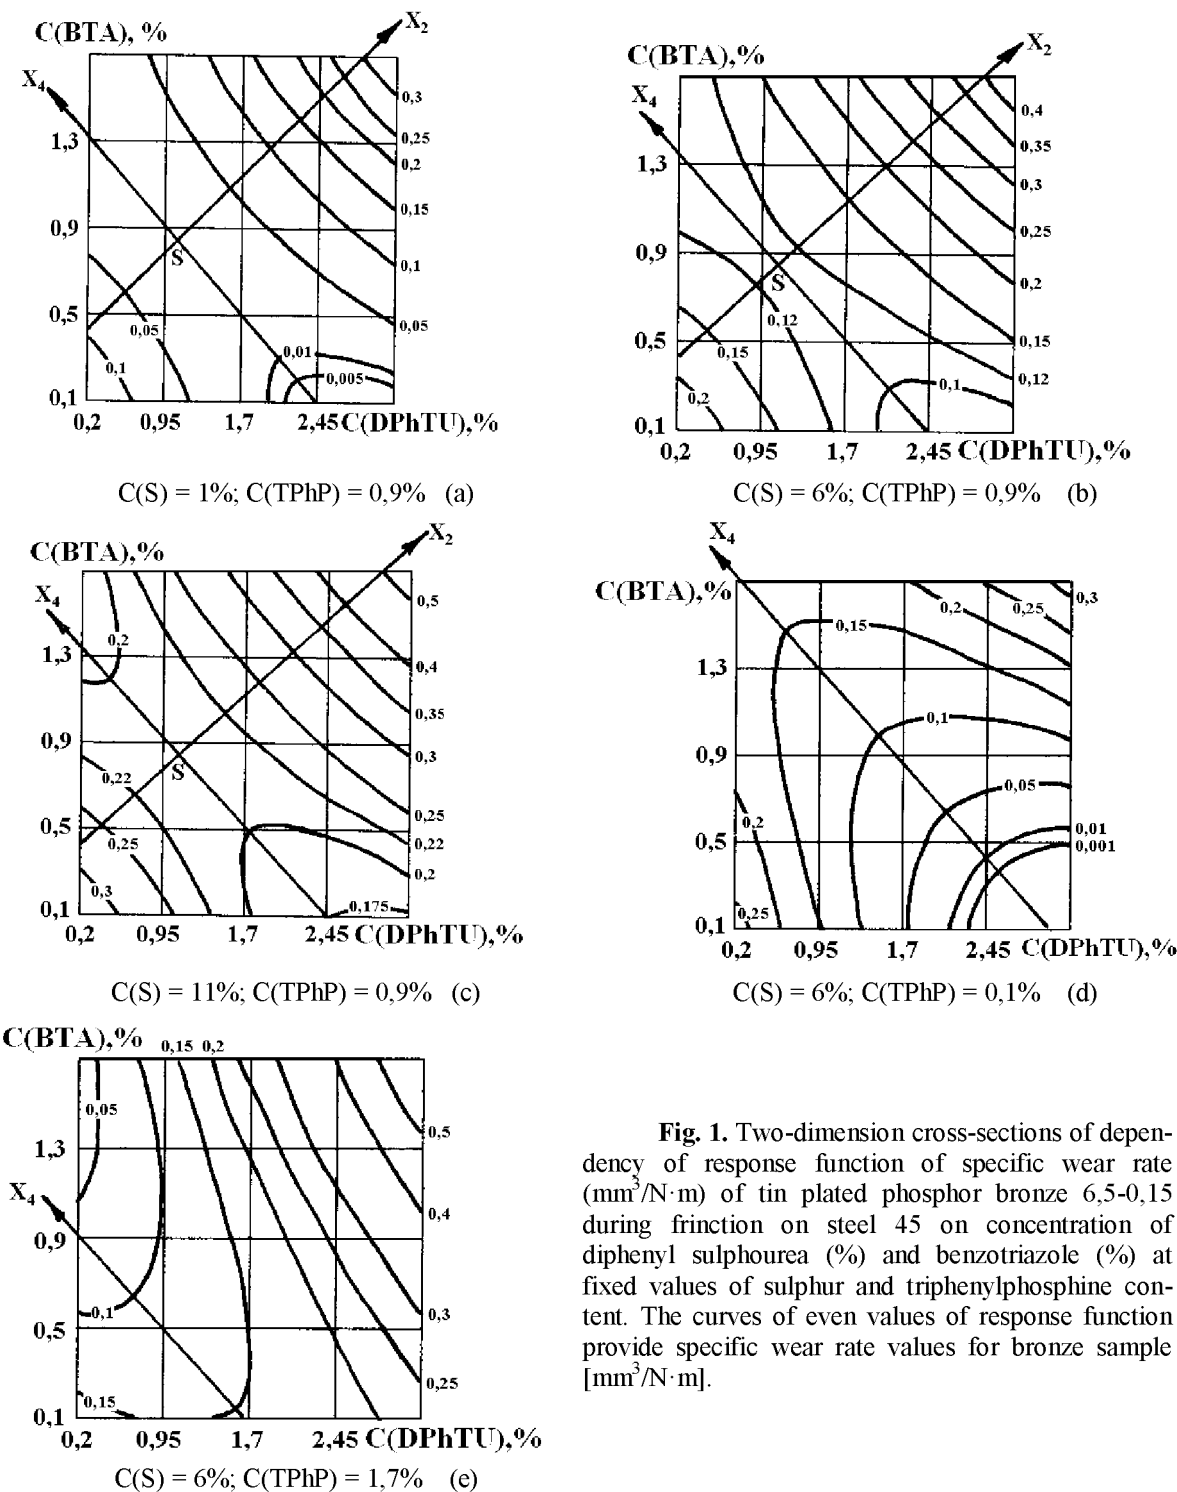 C(BTA), %
X₂
X₄
0,3
0,25
0,2
0,15
0,1
0,05
1,3
0,9
0,5
0,1
S
0,05
0,1
0,01
0,005
0,2 0,95 1,7 2,45 C(DPhTU),%
C(S) = 1%; C(TPhP) = 0,9% (a)
C(BTA),%
X₂
X₄
0,4
0,35
0,3
0,25
0,2
0,15
0,12
1,3
0,9
0,5
0,1
S
0,12
0,15
0,2
0,1
0,2 0,95 1,7 2,45 C(DPhTU),%
C(S) = 6%; C(TPhP) = 0,9% (b)
C(BTA),%
X₂
X₄
0,5
0,4
0,35
0,3
0,25
0,22
0,2
1,3
0,9
0,5
0,1
0,2
S
0,22
0,25
0,3
0,175
0,2 0,95 1,7 2,45 C(DPhTU),%
C(S) = 11%; C(TPhP) = 0,9% (c)
X₄
C(BTA),%
0,2
0,25
0,3
0,15
1,3
0,1
0,9
0,05
0,2
0,01
0,5
0,001
0,25
0,1
0,2 0,95 1,7 2,45 C(DPhTU),%
C(S) = 6%; C(TPhP) = 0,1% (d)
C(BTA),% 0,15 0,2
0,05
0,5
1,3
X₄
0,4
0,9
0,1
0,3
0,5
0,25
0,15
0,1
0,2 0,95 1,7 2,45 C(DPhTU),%
C(S) = 6%; C(TPhP) = 1,7% (e)
Fig. 1. Two-dimension cross-sections of depen-
dency of response function of specific wear rate
(mm³/N·m) of tin plated phosphor bronze 6,5-0,15
during frinction on steel 45 on concentration of
diphenyl sulphourea (%) and benzotriazole (%) at
fixed values of sulphur and triphenylphosphine con-
tent. The curves of even values of response function
provide specific wear rate values for bronze sample
[mm³/N·m].